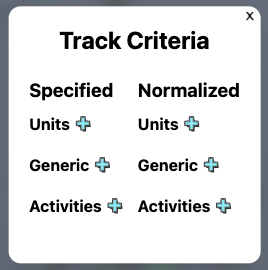 x
Track Criteria
Specified Normalized
Units Units
Generic Generic
Activities Activities